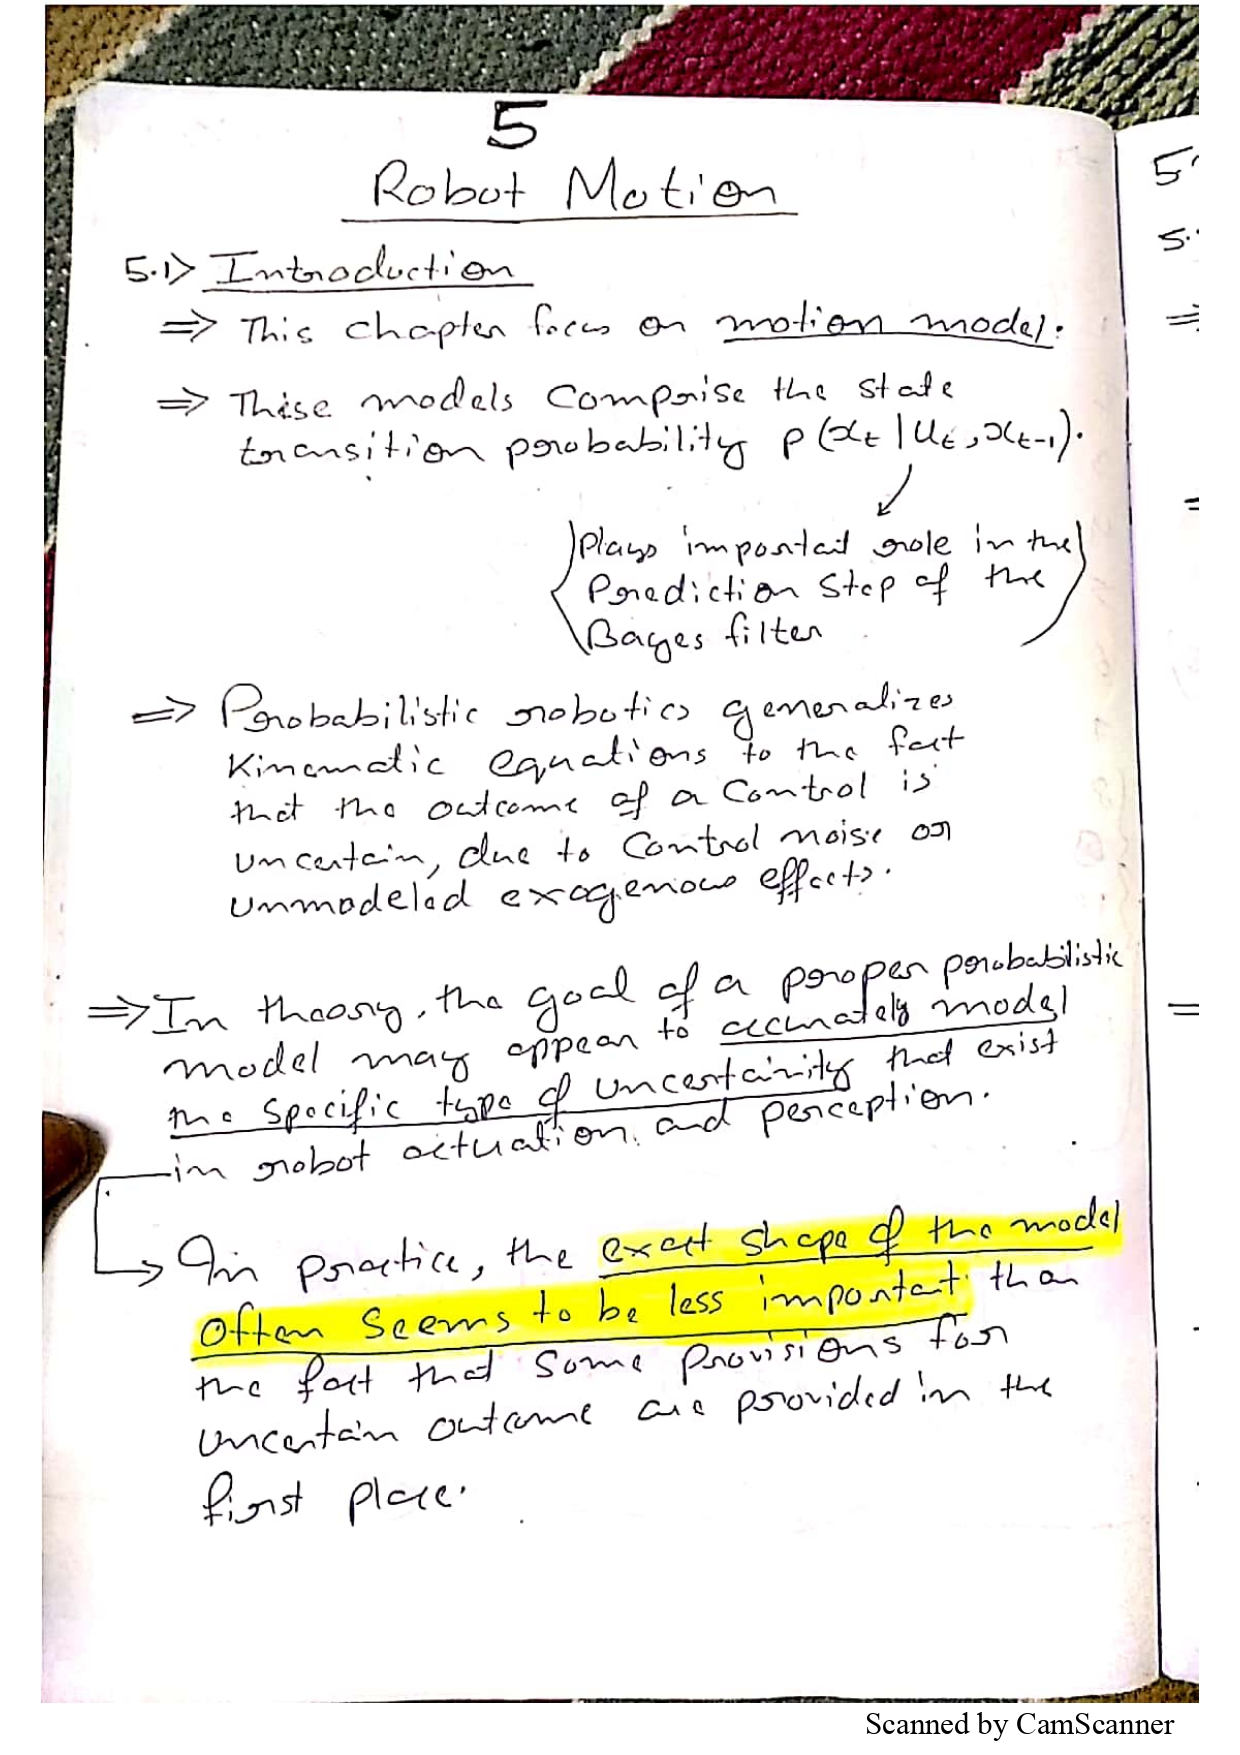 5
Robot Motion
5.1> Introduction
⇒ This chapter focus on motion model.
⇒ These models comprise the state
transition probability p(x_t | u_t, x_{t-1}).
Plays important role in the
Prediction step of the
Bayes filter
⇒ Probabilistic robotics generalizes
Kinematic equations to the fact
that the outcome of a control is
uncertain, due to control noise or
unmodeled exogenous effects.
⇒ In theory, the goal of a proper probabilistic
model may appear to accurately model
the specific type of uncertainity that exist
in robot actuation and perception.
→ In practice, the exact shape of the model
often seems to be less important than
the fact that some provisions for
uncertain outcome are provided in the
first place.
5
5.
⇒
=
=
Scanned by CamScanner